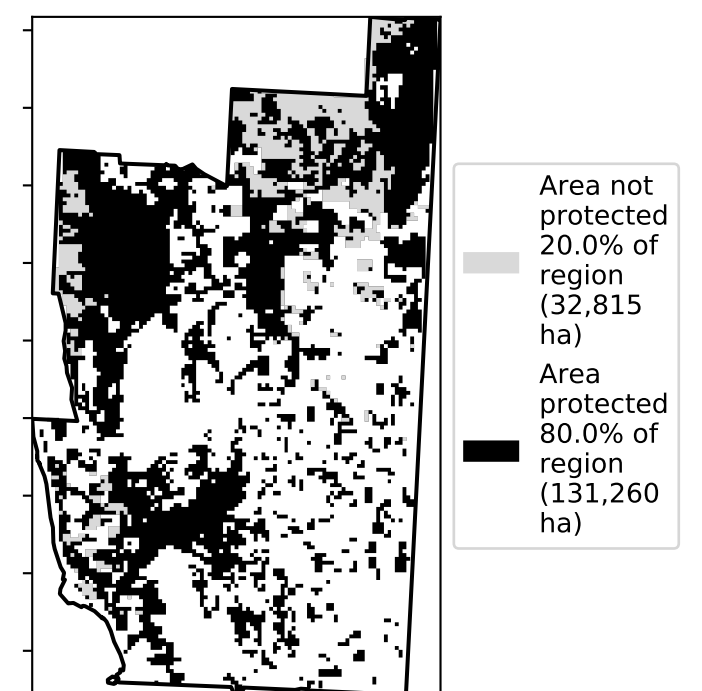 Area not
protected
20.0% of
region
(32,815
ha)
Area
protected
80.0% of
region
(131,260
ha)